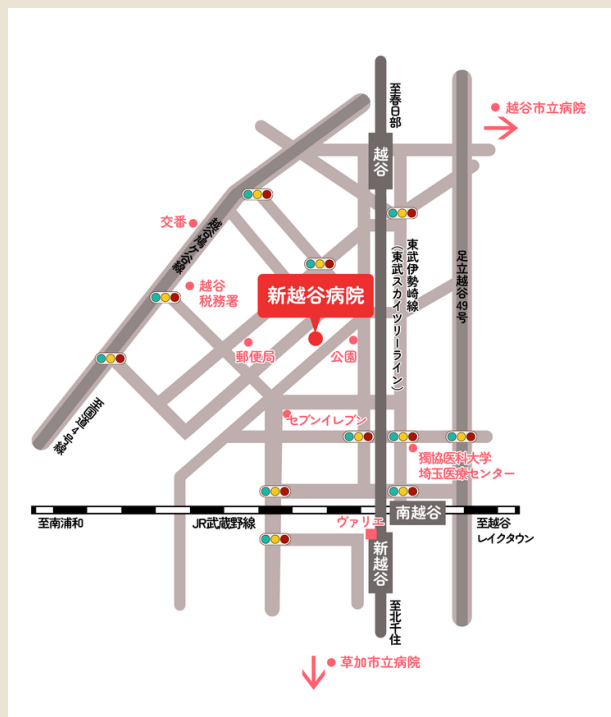 至春日部
越谷市立病院
越谷
交番
越谷鳩ケ谷線
東武伊勢崎線
（東武スカイツリーライン）
足立越谷49号
越谷
税務署
新越谷病院
郵便局
公園
至国道4号線
セブンイレブン
獨協医科大学
埼玉医療センター
南越谷
至南浦和
JR武蔵野線
ヴァリエ
至越谷
レイクタウン
新越谷
至北千住
草加市立病院